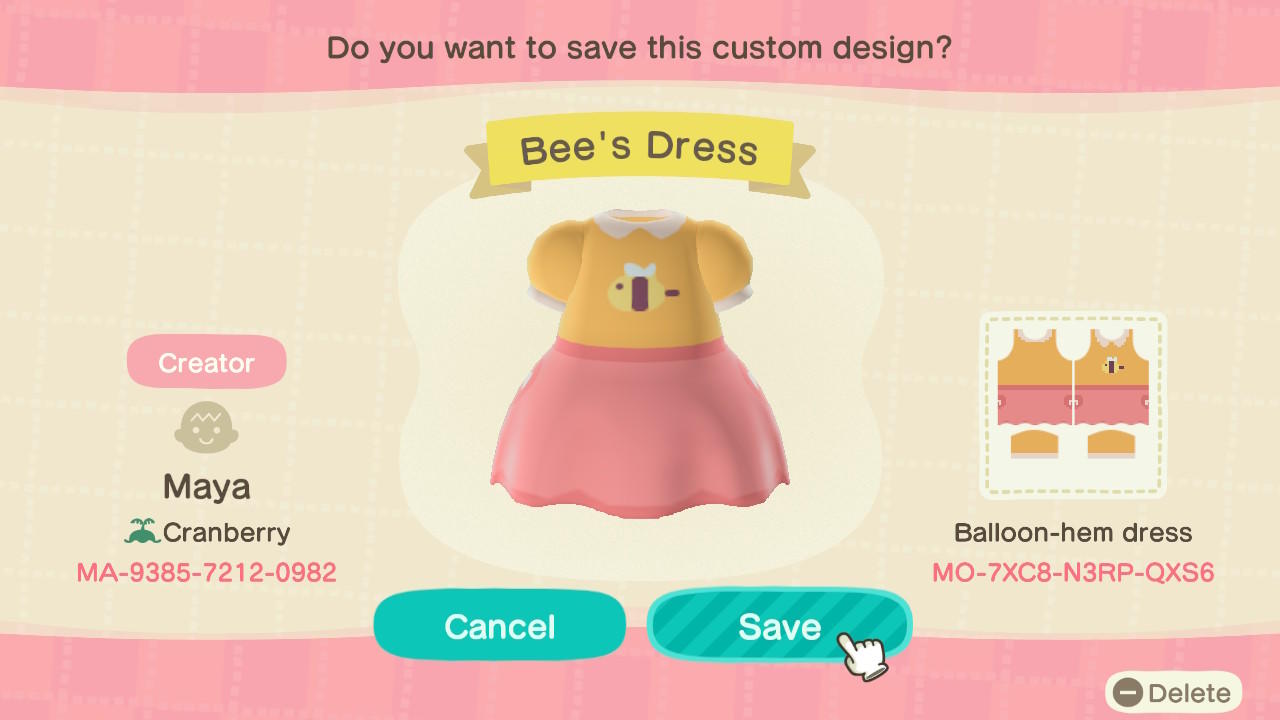 Do you want to save this custom design?
Bee's Dress
Creator
Maya
Cranberry
MA-9385-7212-0982
Balloon-hem dress
MO-7XC8-N3RP-QXS6
Cancel
Save
Delete